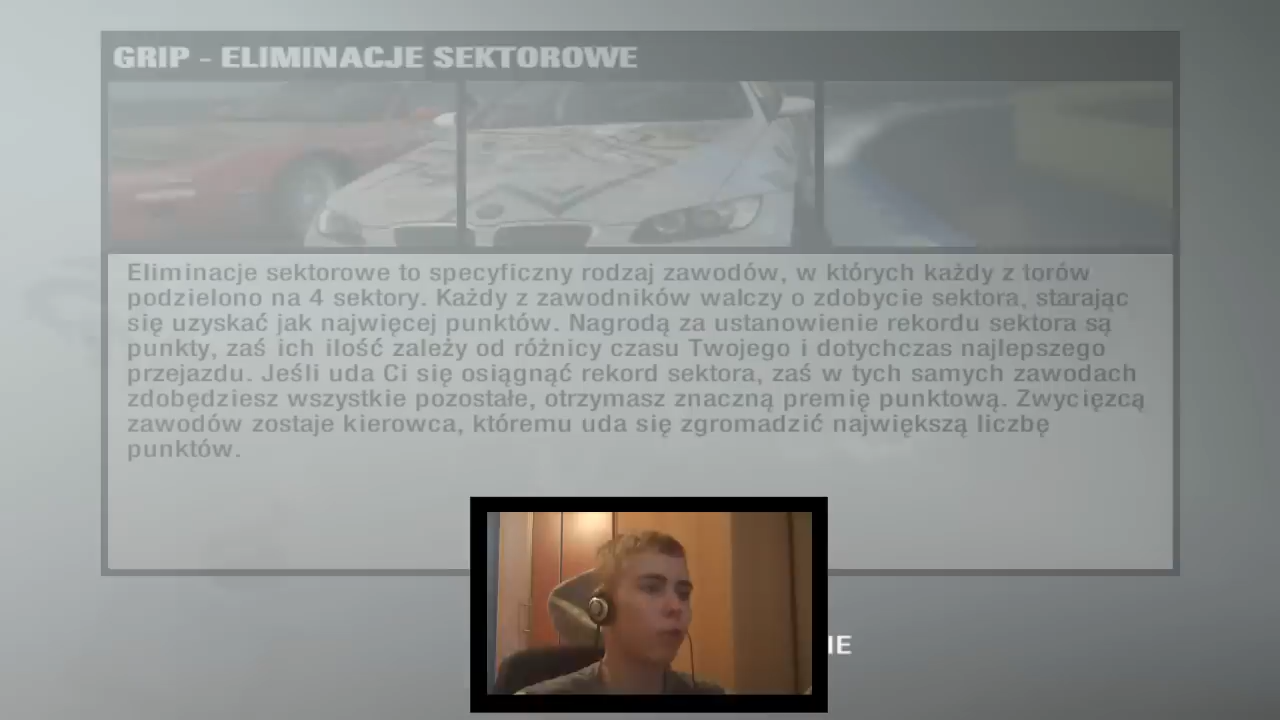 GRIP - ELIMINACJE SEKTOROWE
Eliminacje sektorowe to specyficzny rodzaj zawodów, w których każdy z torów
podzielono na 4 sektory. Każdy z zawodników walczy o zdobycie sektora, starając
się uzyskać jak najwięcej punktów. Nagrodą za ustanowienie rekordu sektora są
punkty, zaś ich ilość zależy od różnicy czasu Twojego i dotychczas najlepszego
przejazdu. Jeśli uda Ci się osiągnąć rekord sektora, zaś w tych samych zawodach
zdobędziesz wszystkie pozostałe, otrzymasz znaczną premię punktową. Zwycięzcą
zawodów zostaje kierowca, któremu uda się zgromadzić największą liczbę
punktów.